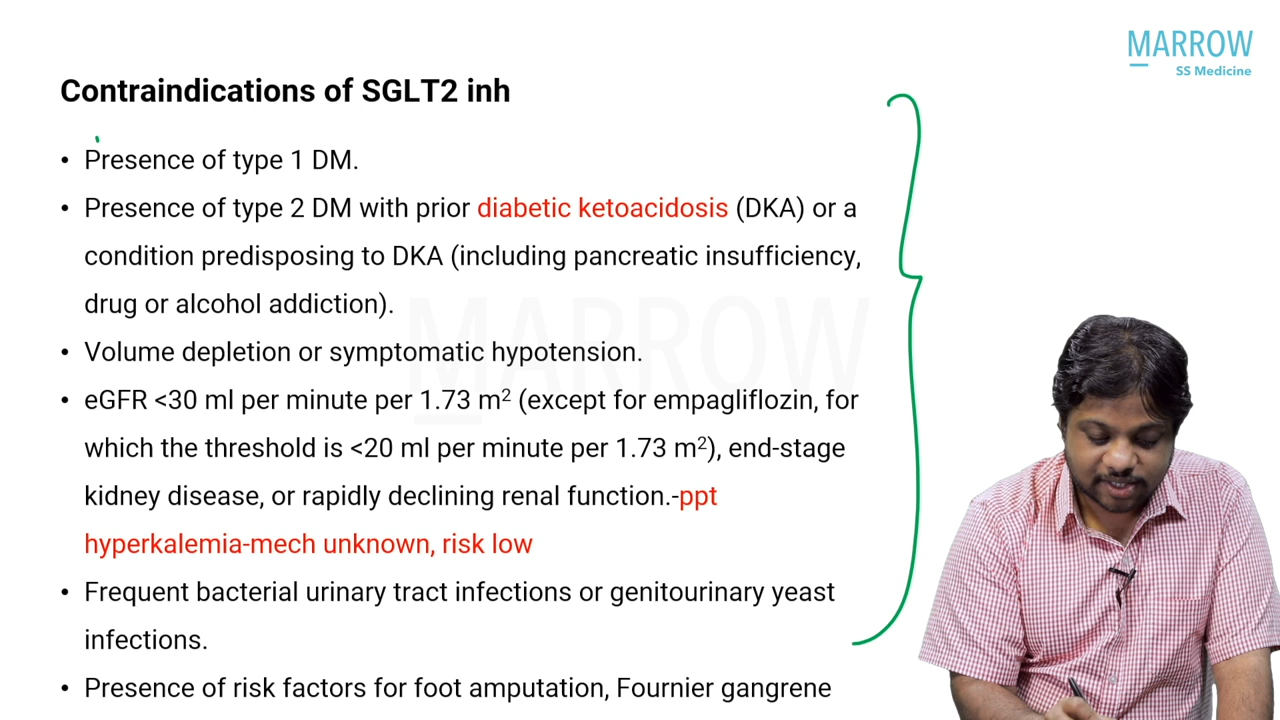 MARROW
SS Medicine
Contraindications of SGLT2 inh
• Presence of type 1 DM.
• Presence of type 2 DM with prior diabetic ketoacidosis (DKA) or a
condition predisposing to DKA (including pancreatic insufficiency,
drug or alcohol addiction).
• Volume depletion or symptomatic hypotension.
• eGFR <30 ml per minute per 1.73 m² (except for empagliflozin, for
which the threshold is <20 ml per minute per 1.73 m²), end-stage
kidney disease, or rapidly declining renal function.-ppt
hyperkalemia-mech unknown, risk low
• Frequent bacterial urinary tract infections or genitourinary yeast
infections.
• Presence of risk factors for foot amputation, Fournier gangrene
MARROW